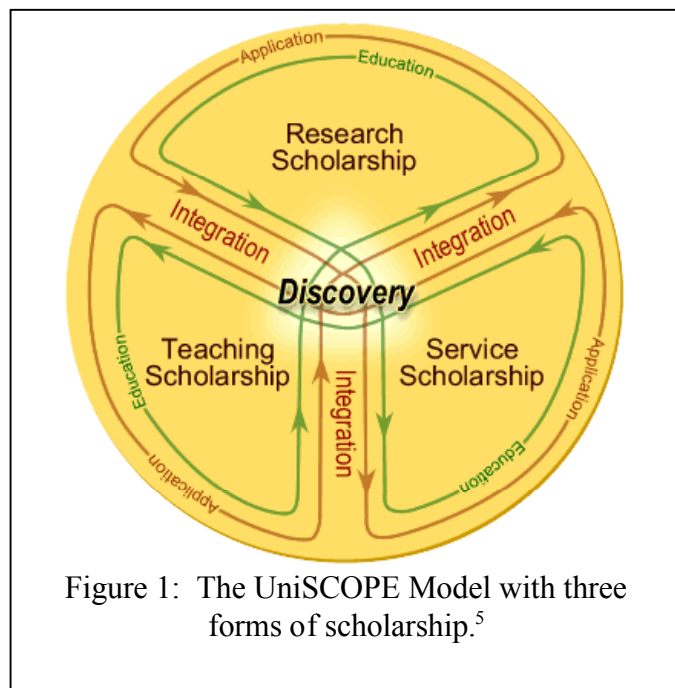 Application
Education
Research
Scholarship
Integration
Integration
Discovery
Teaching
Scholarship
Service
Scholarship
Integration
Education
Application
Education
Application
Figure 1: The UniSCOPE Model with three
forms of scholarship.5